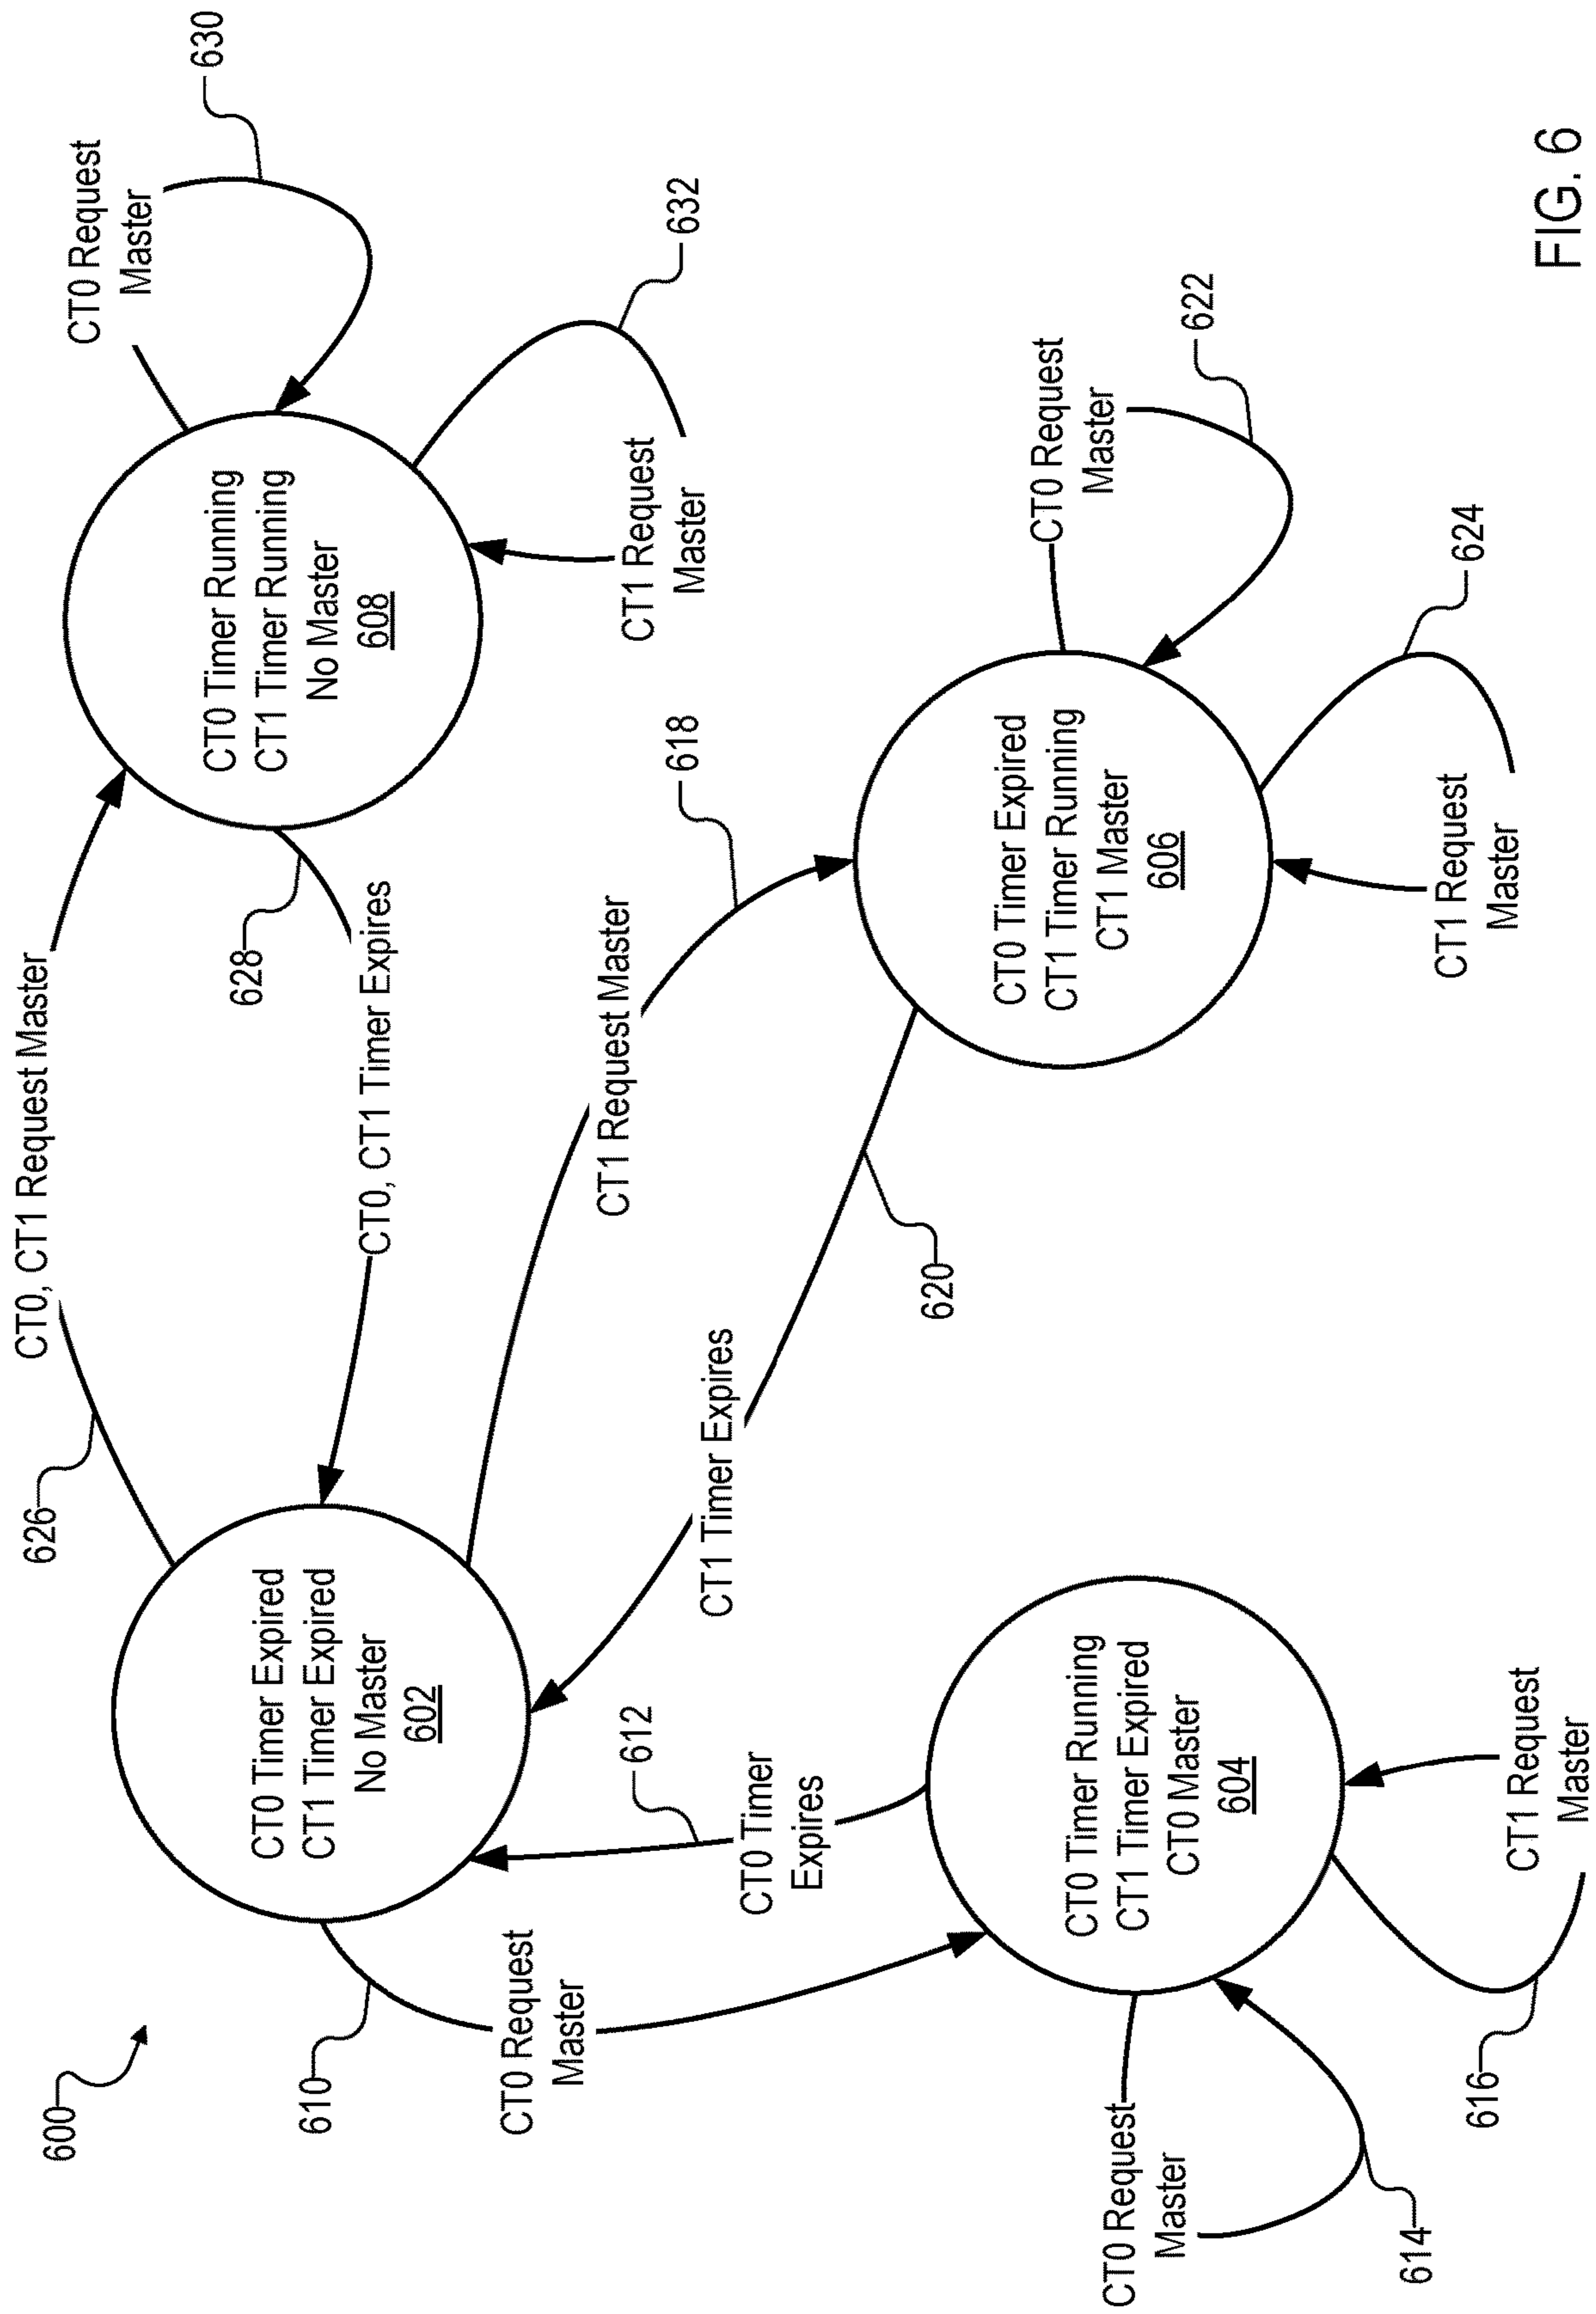 600
626
CT0, CT1 Request Master
CT0 Request
Master
630
CT0 Timer Expired
CT1 Timer Expired
No Master
602
628
CT0, CT1 Timer Expires
CT0 Timer Running
CT1 Timer Running
No Master
608
610
CT0 Request
Master
612
CT0 Timer
Expires
CT1 Request Master
618
CT1 Request
Master
632
CT1 Timer Expires
620
CT0 Timer Running
CT1 Timer Expired
CT0 Master
604
CT0 Timer Expired
CT1 Timer Running
CT1 Master
606
CT0 Request
Master
622
CT0 Request
Master
614
616
CT1 Request
Master
CT1 Request
Master
624
FIG. 6